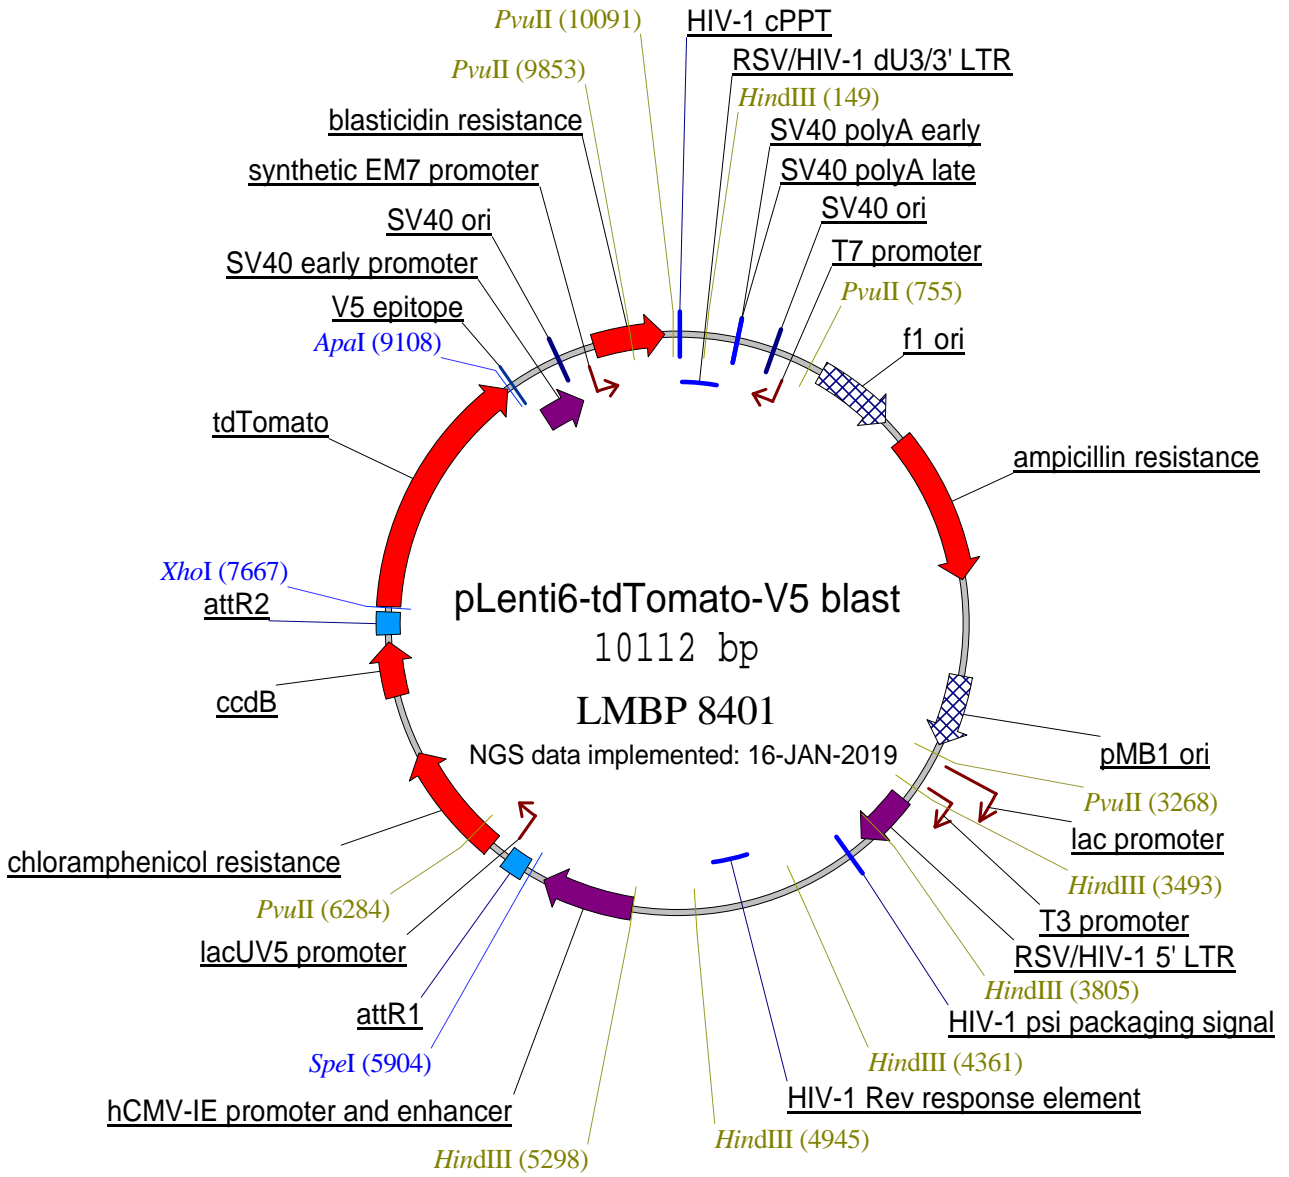 PvuII (10091)
HIV-1 cPPT
PvuII (9853)
RSV/HIV-1 dU3/3' LTR
HindIII (149)
blasticidin resistance
SV40 polyA early
synthetic EM7 promoter
SV40 polyA late
SV40 ori
SV40 ori
SV40 early promoter
T7 promoter
V5 epitope
PvuII (755)
ApaI (9108)
f1 ori
tdTomato
ampicillin resistance
XhoI (7667)
attR2
pLenti6-tdTomato-V5 blast
10112 bp
LMBP 8401
NGS data implemented: 16-JAN-2019
ccdB
pMB1 ori
PvuII (3268)
lac promoter
chloramphenicol resistance
HindIII (3493)
PvuII (6284)
T3 promoter
lacUV5 promoter
RSV/HIV-1 5' LTR
HindIII (3805)
attR1
HIV-1 psi packaging signal
SpeI (5904)
HindIII (4361)
hCMV-IE promoter and enhancer
HIV-1 Rev response element
HindIII (4945)
HindIII (5298)